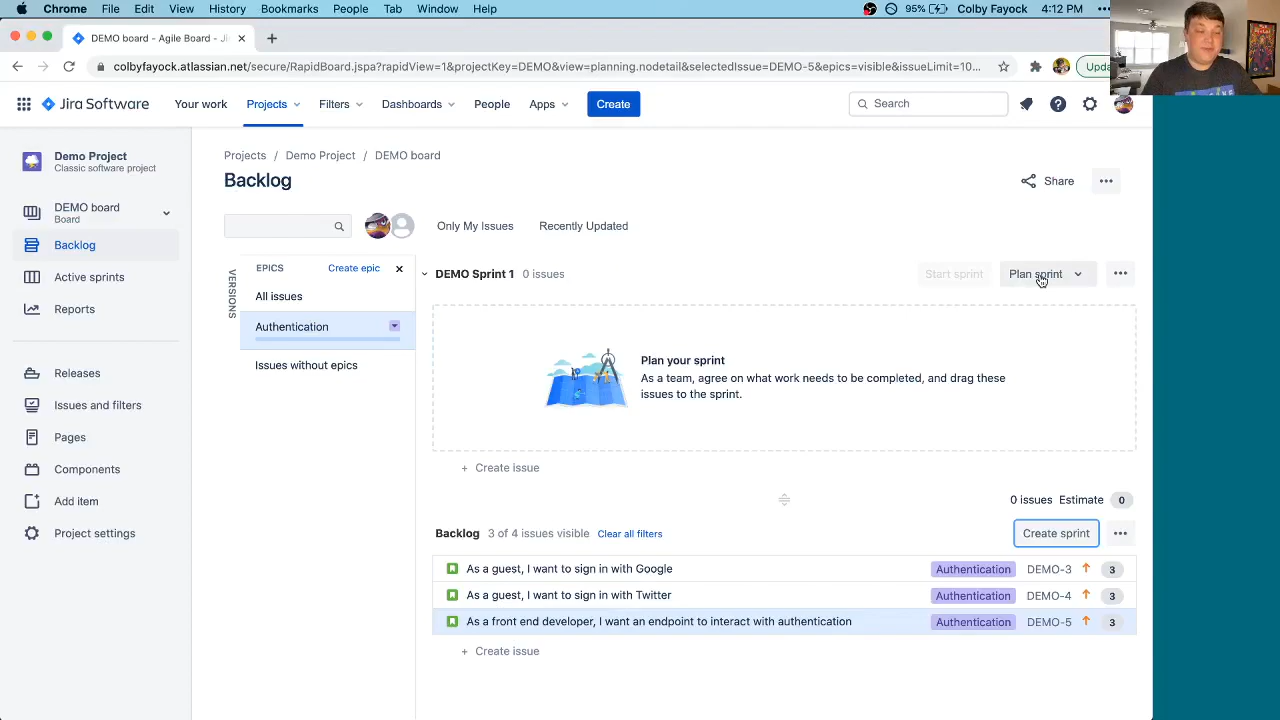 Chrome File Edit View History Bookmarks People Tab Window Help 95% Colby Fayock 4:12 PM
DEMO board - Agile Board - Ji
colbyfayock.atlassian.net/secure/RapidBoard.jspa?rapidView=1&projectKey=DEMO&view=planning.nodetail&selectedIssue=DEMO-5&epics=visible&issueLimit=10... Upda
Jira Software Your work Projects Filters Dashboards People Apps Create Search
Demo Project
Classic software project
DEMO board
Board
Backlog
Active sprints
Reports
Releases
Issues and filters
Pages
Components
Add item
Project settings
Projects / Demo Project / DEMO board
Backlog
Share
Only My Issues Recently Updated
VERSIONS
EPICS Create epic
All issues
Authentication
Issues without epics
DEMO Sprint 1 0 issues Start sprint Plan sprint
Plan your sprint
As a team, agree on what work needs to be completed, and drag these
issues to the sprint.
+ Create issue
0 issues Estimate 0
Backlog 3 of 4 issues visible Clear all filters Create sprint
As a guest, I want to sign in with Google Authentication DEMO-3 3
As a guest, I want to sign in with Twitter Authentication DEMO-4 3
As a front end developer, I want an endpoint to interact with authentication Authentication DEMO-5 3
+ Create issue